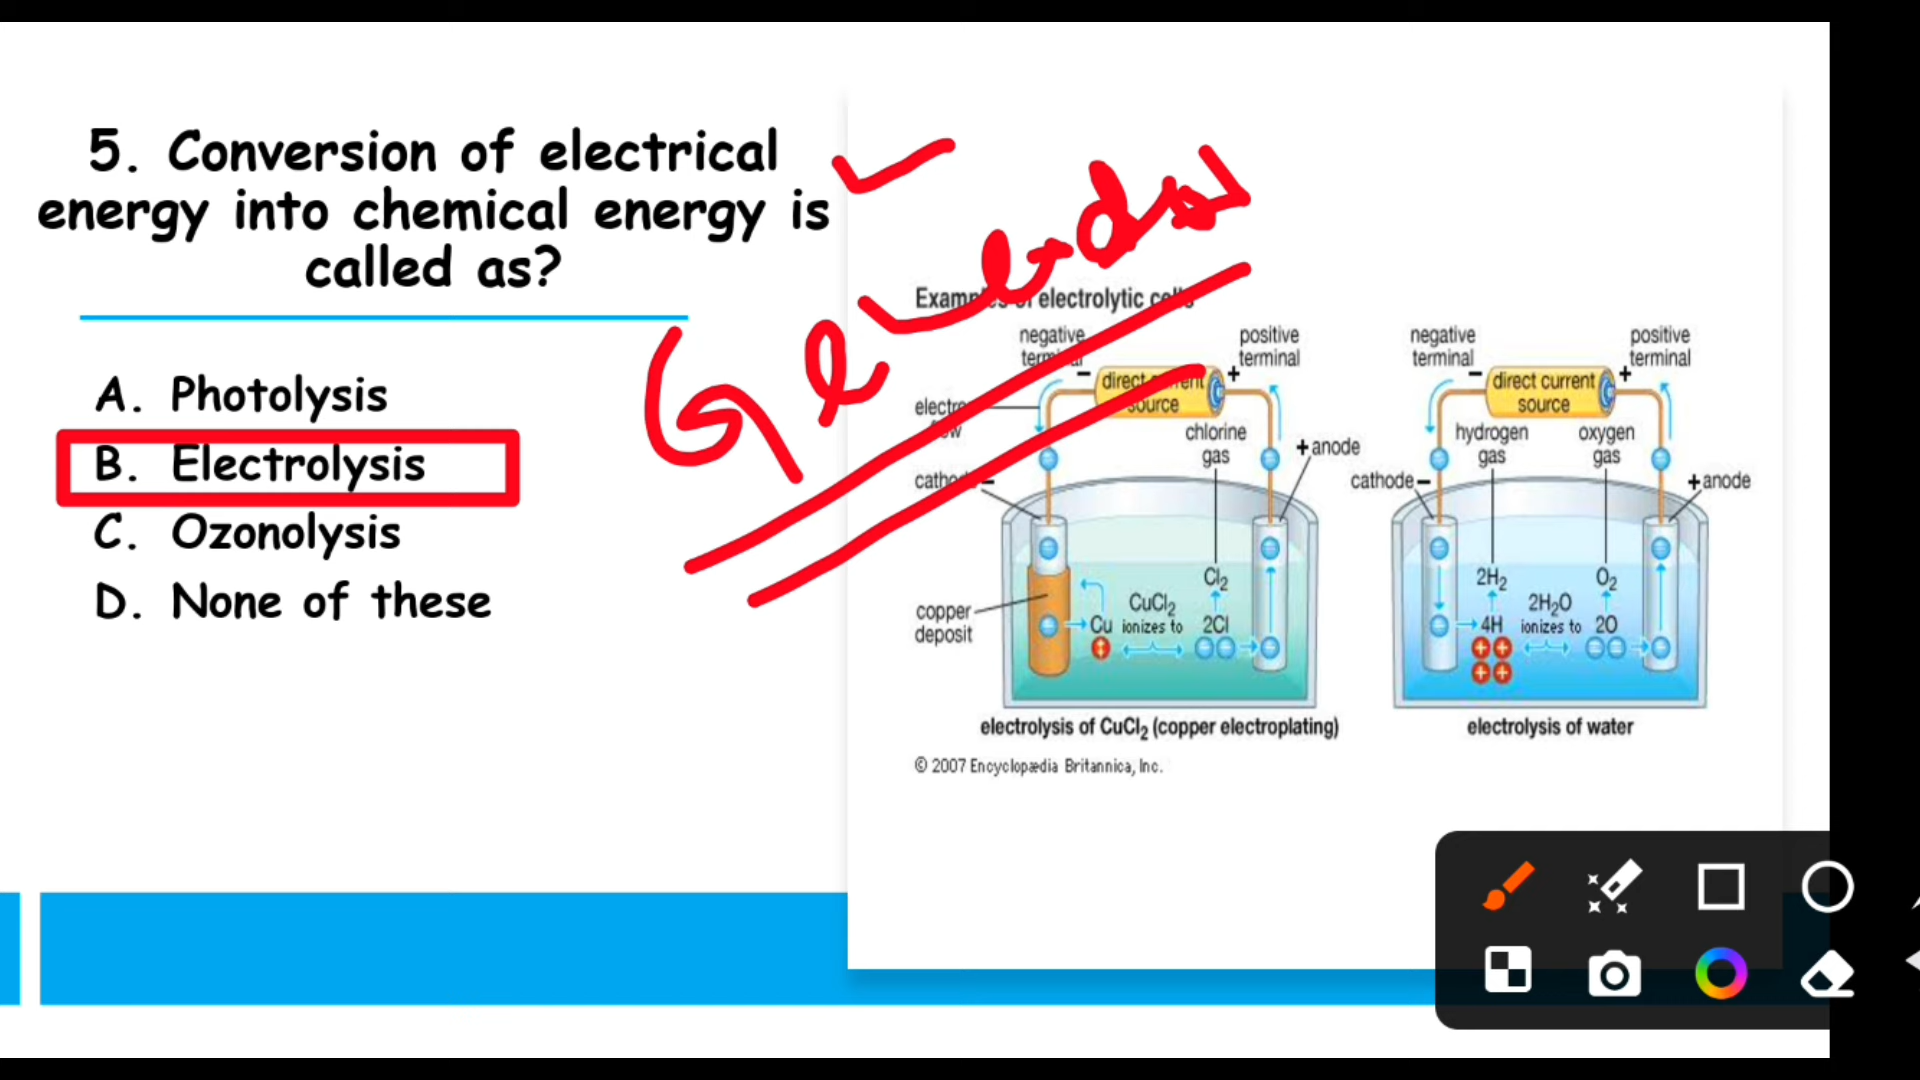 5. Conversion of electrical
energy into chemical energy is
called as?
A. Photolysis
B. Electrolysis
C. Ozonolysis
D. None of these
electrolytic
negative
positive
terminal
direct current
source
chlorine
gas
+ anode
copper
deposit
Cl₂
CuCl₂
Cu ionizes to 2Cl
electrolysis of CuCl₂ (copper electroplating)
negative
terminal
positive
terminal
direct current
source
hydrogen
gas
oxygen
gas
cathode −
+ anode
2H₂
O₂
2H₂O
4H ionizes to 2O
electrolysis of water
© 2007 Encyclopædia Britannica, Inc.